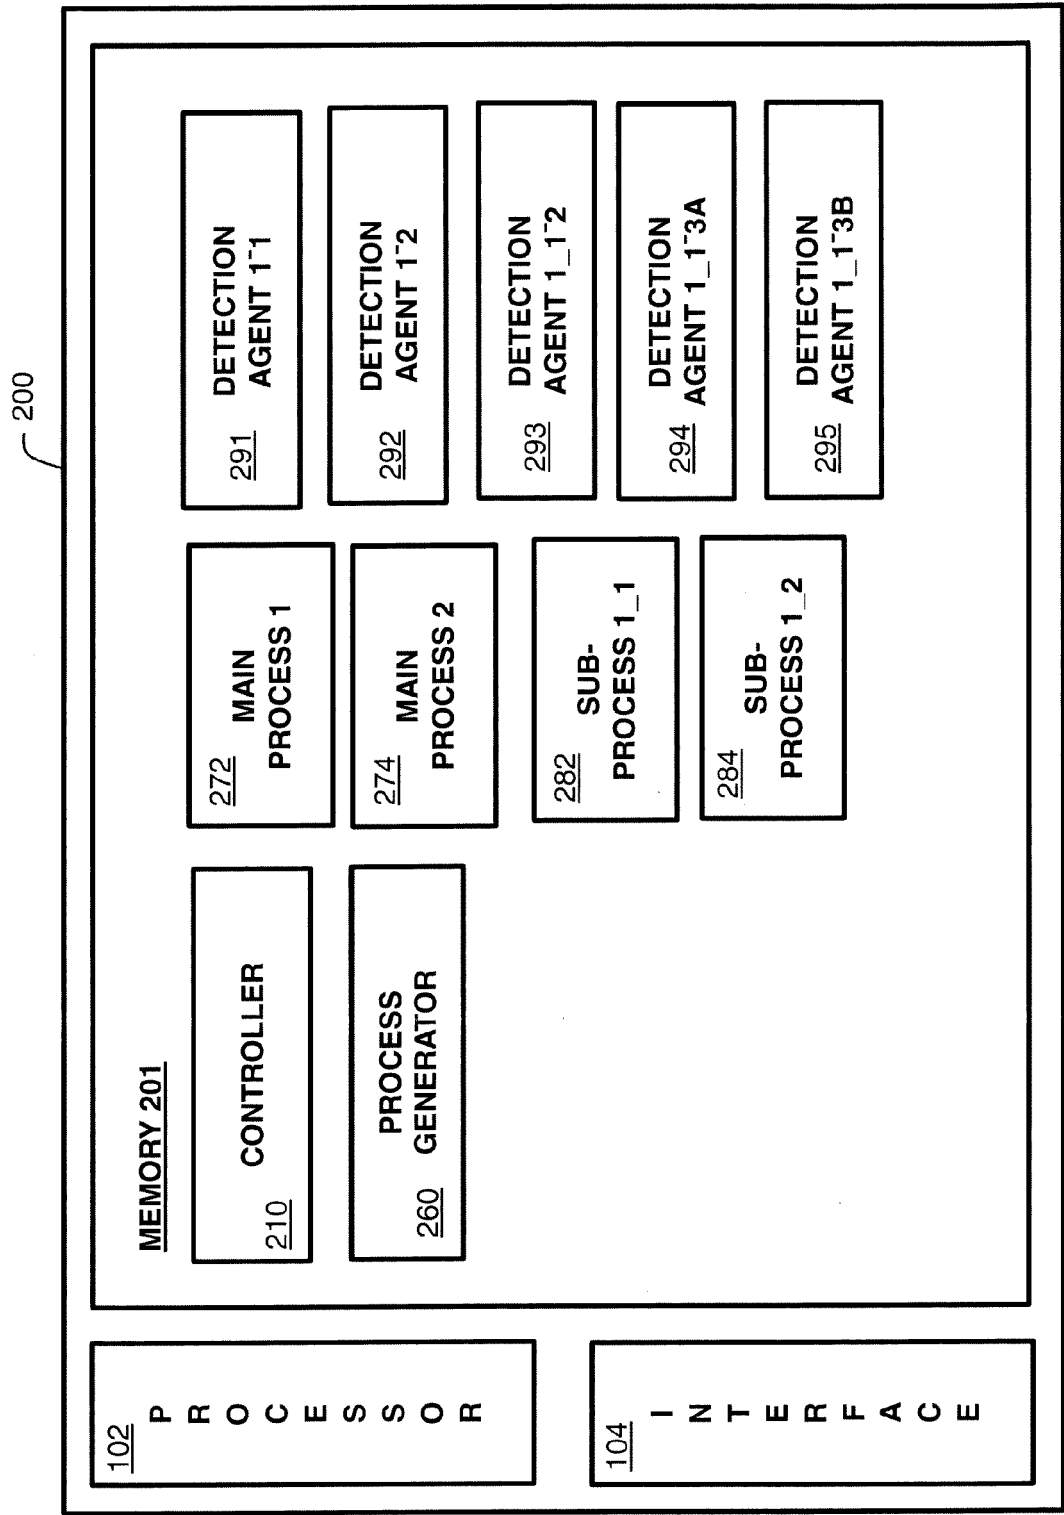 200
102
P
R
O
C
E
S
S
O
R
104
I
N
T
E
R
F
A
C
E
MEMORY 201
210
CONTROLLER
260
PROCESS
GENERATOR
272
MAIN
PROCESS 1
274
MAIN
PROCESS 2
282
SUB-
PROCESS 1_1
284
SUB-
PROCESS 1_2
291
DETECTION
AGENT 1¯1
292
DETECTION
AGENT 1¯2
293
DETECTION
AGENT 1_1¯2
294
DETECTION
AGENT 1_1¯3A
295
DETECTION
AGENT 1_1¯3B